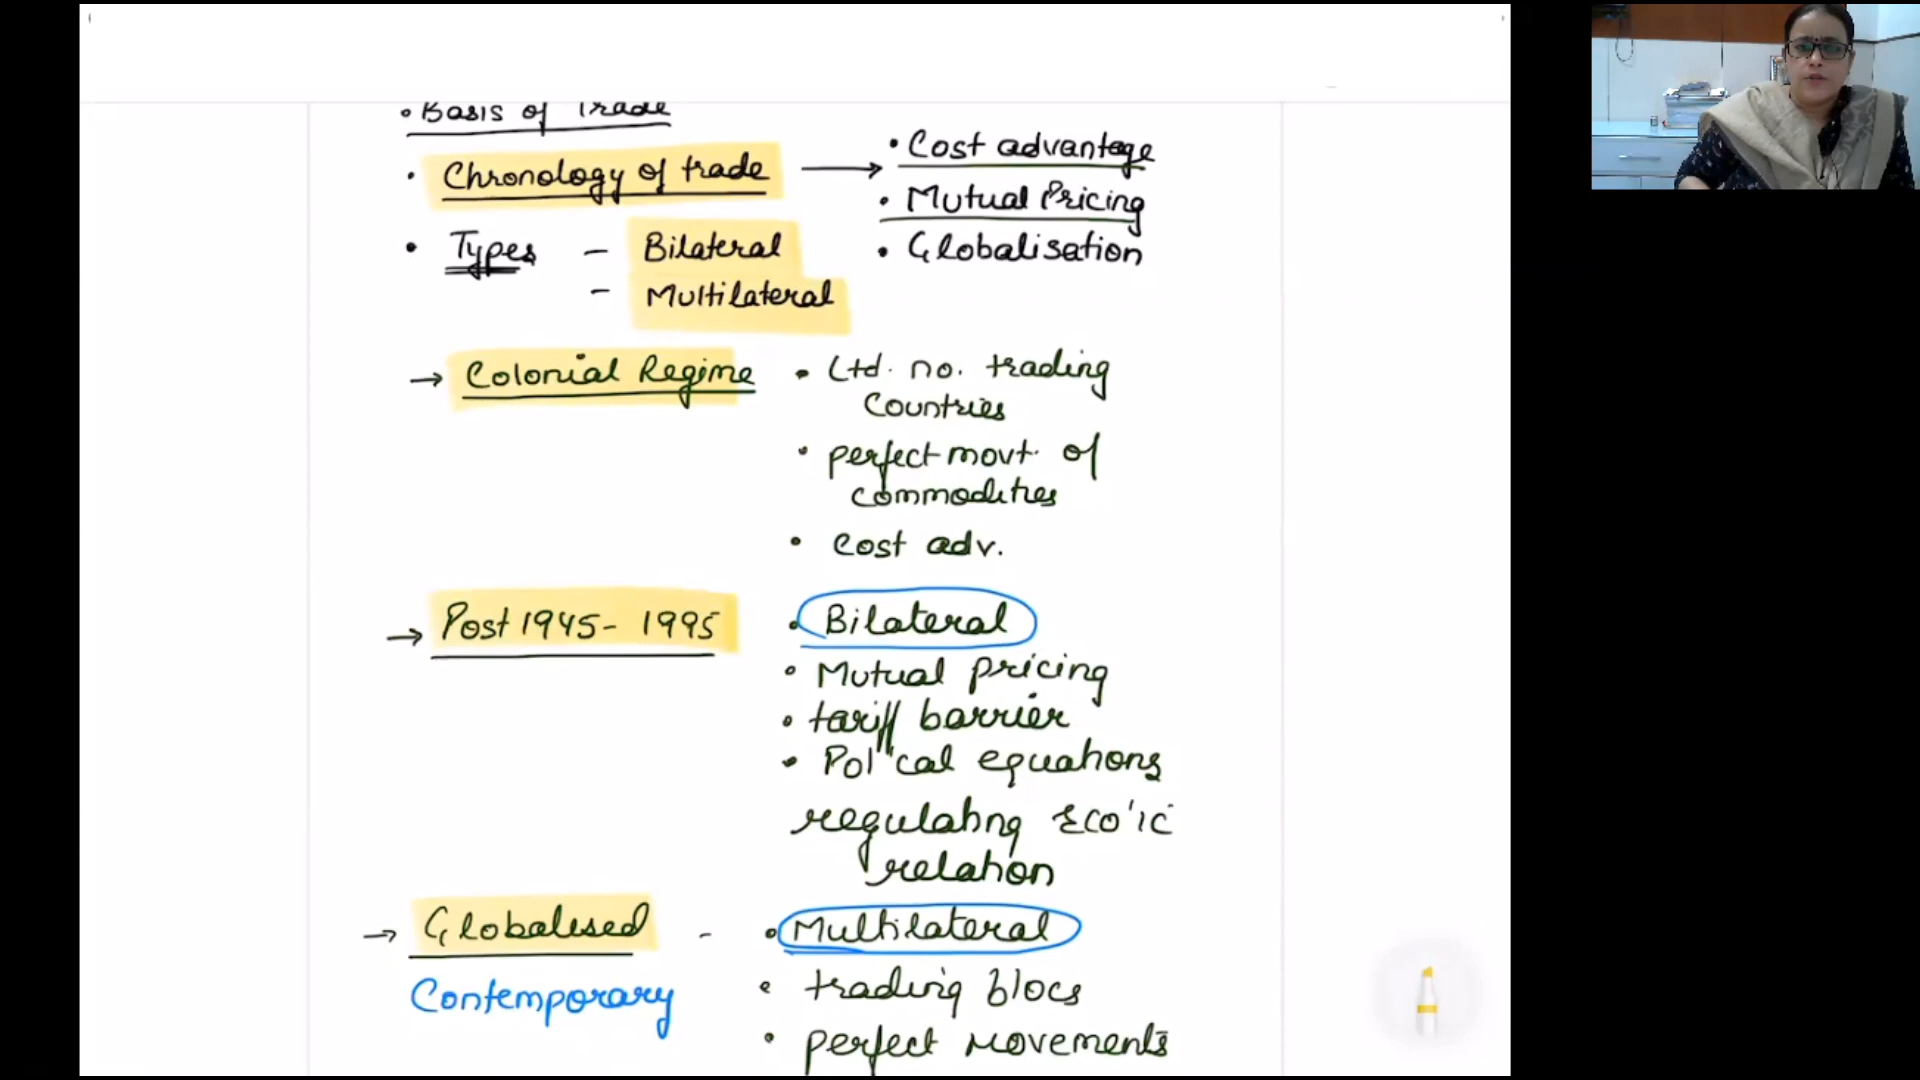 • Basis of Trade
• Chronology of trade → • Cost advantage
• Mutual Pricing
• Types – Bilateral • Globalisation
– Multilateral
→ Colonial Regime • Ltd. no. trading
Countries
• perfect movt. of
commodities
• Cost adv.
→ Post 1945 - 1995 • Bilateral
• Mutual pricing
• tariff barrier
• Pol"cal equations
regulating Eco'ic
relation
→ Globalised - • Multilateral
Contemporary • trading blocs
• perfect movements